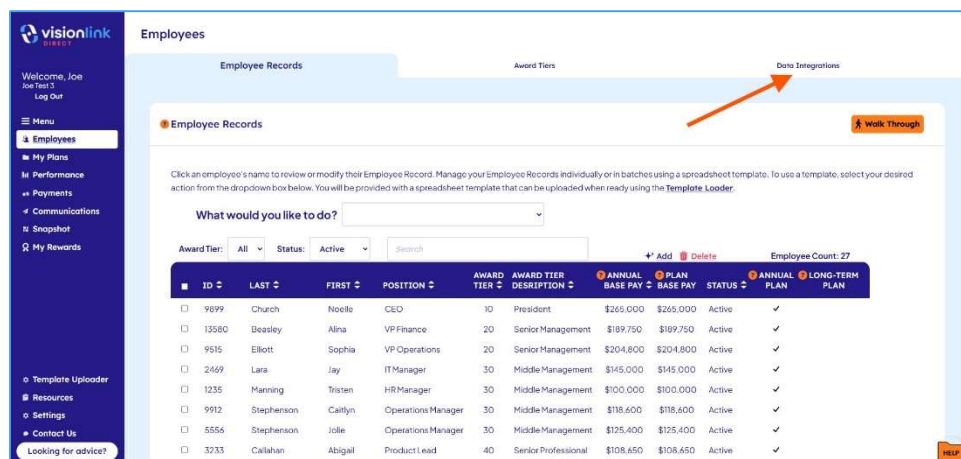 visionlink
DIRECT
Employees
Welcome, Joe
Joe Test 3
Log Out
Menu
Employees
My Plans
Performance
Payments
Communications
Snapshot
My Rewards
Template Uploader
Resources
Settings
Contact Us
Looking for advice?
Employee Records Award Tiers Data Integrations
? Employee Records Walk Through
Click an employee's name to review or modify their Employee Record. Manage your Employee Records individually or in batches using a spreadsheet template. To use a template, select your desired
action from the dropdown box below. You will be provided with a spreadsheet template that can be uploaded when ready using the Template Loader.
What would you like to do?
Award Tier: All Status: Active Search
Add Delete Employee Count: 27
ID LAST FIRST POSITION AWARD TIER AWARD TIER DESRIPTION ? ANNUAL BASE PAY ? PLAN BASE PAY STATUS ? ANNUAL PLAN ? LONG-TERM PLAN
9899 Church Noelle CEO 10 President $265,000 $265,000 Active ✓
13580 Beasley Alina VP Finance 20 Senior Management $189,750 $189,750 Active ✓
9515 Elliott Sophia VP Operations 20 Senior Management $204,800 $204,800 Active ✓
2469 Lara Jay IT Manager 30 Middle Management $145,000 $145,000 Active ✓
1235 Manning Tristen HR Manager 30 Middle Management $100,000 $100,000 Active ✓
9912 Stephenson Caitlyn Operations Manager 30 Middle Management $118,600 $118,600 Active ✓
5556 Stephenson Jolie Operations Manager 30 Middle Management $125,400 $125,400 Active ✓
3233 Callahan Abigail Product Lead 40 Senior Professional $108,650 $108,650 Active ✓
HELP